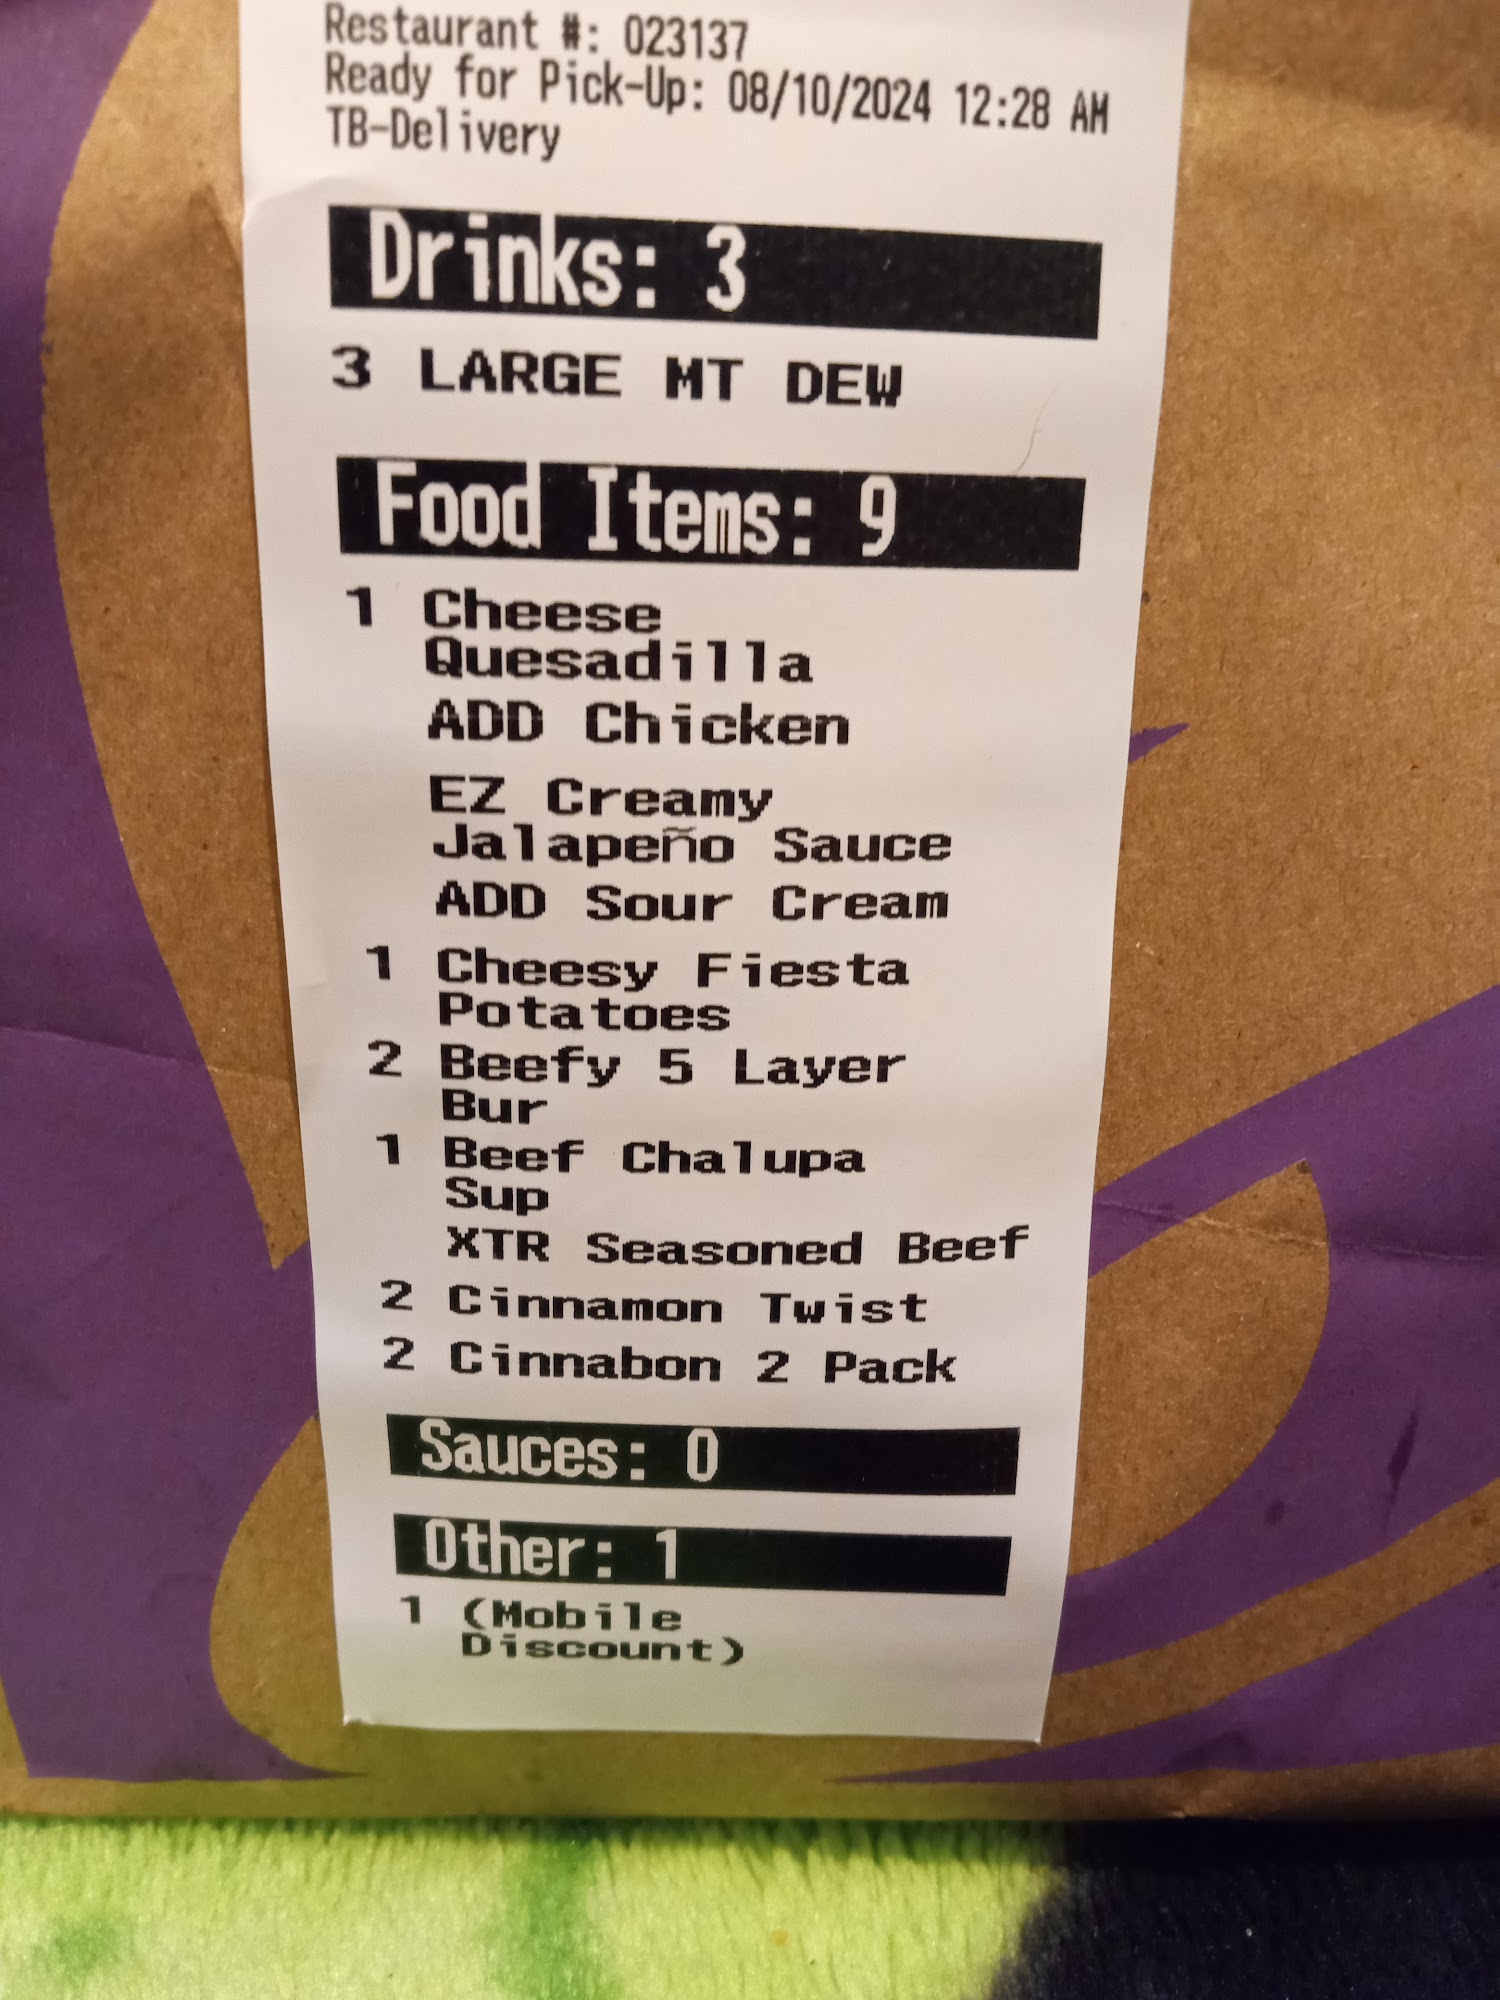 Restaurant #: 023137
Ready for Pick-Up: 08/10/2024 12:28 AM
TB-Delivery
Drinks: 3
3 LARGE MT DEW
Food Items: 9
1 Cheese
Quesadilla
ADD Chicken
EZ Creamy
Jalapeño Sauce
ADD Sour Cream
1 Cheesy Fiesta
Potatoes
2 Beefy 5 Layer
Bur
1 Beef Chalupa
Sup
XTR Seasoned Beef
2 Cinnamon Twist
2 Cinnabon 2 Pack
Sauces: 0
Other: 1
1 (Mobile
Discount)